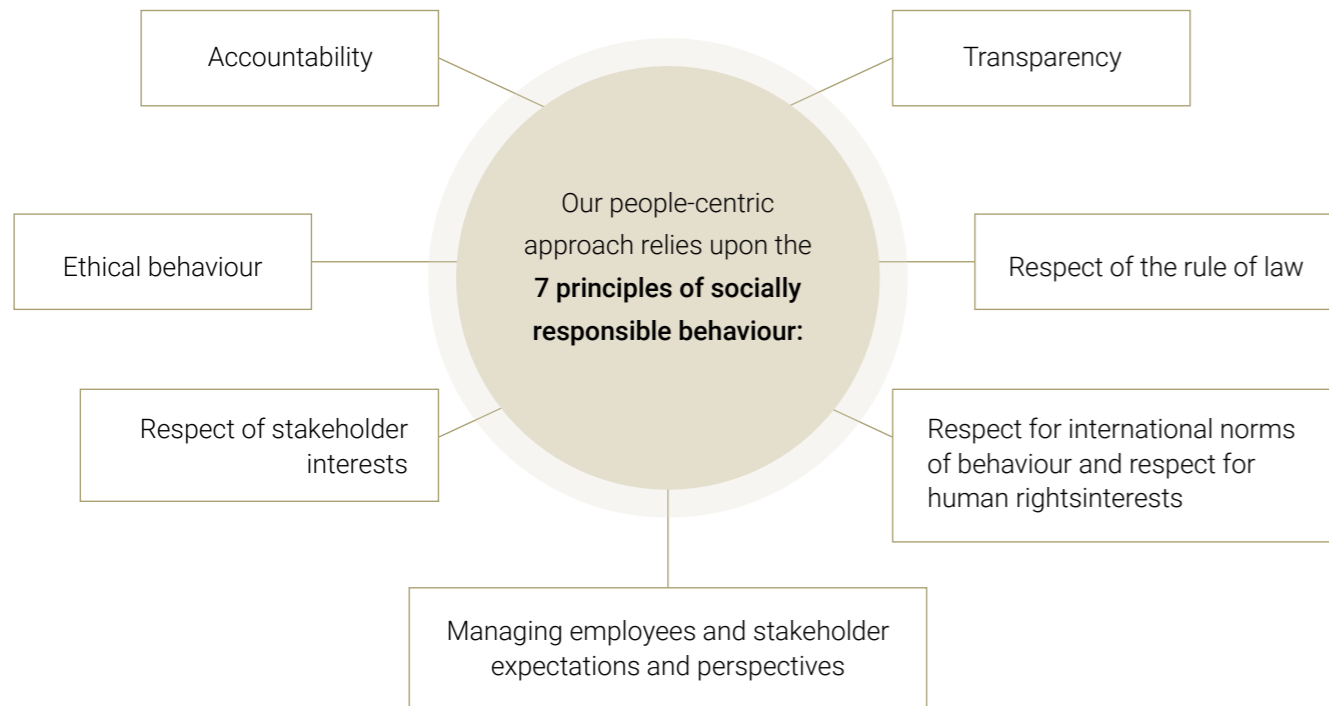 Accountability
Transparency
Our people-centric
approach relies upon the
7 principles of socially
responsible behaviour:
Ethical behaviour
Respect of the rule of law
Respect of stakeholder
interests
Respect for international norms
of behaviour and respect for
human rightsinterests
Managing employees and stakeholder
expectations and perspectives